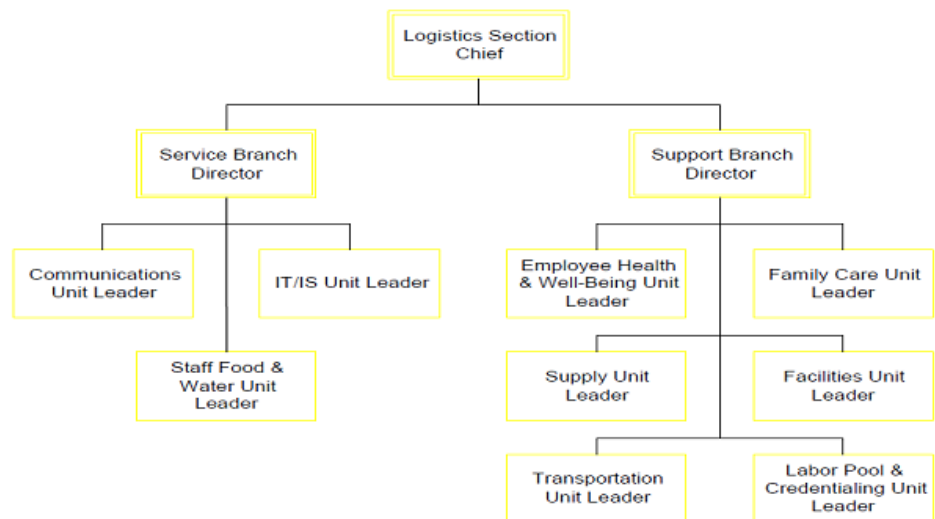 Logistics Section
Chief
Service Branch
Director
Support Branch
Director
Communications
Unit Leader
IT/IS Unit Leader
Staff Food &
Water Unit
Leader
Employee Health
& Well-Being Unit
Leader
Family Care Unit
Leader
Supply Unit
Leader
Facilities Unit
Leader
Transportation
Unit Leader
Labor Pool &
Credentialing Unit
Leader